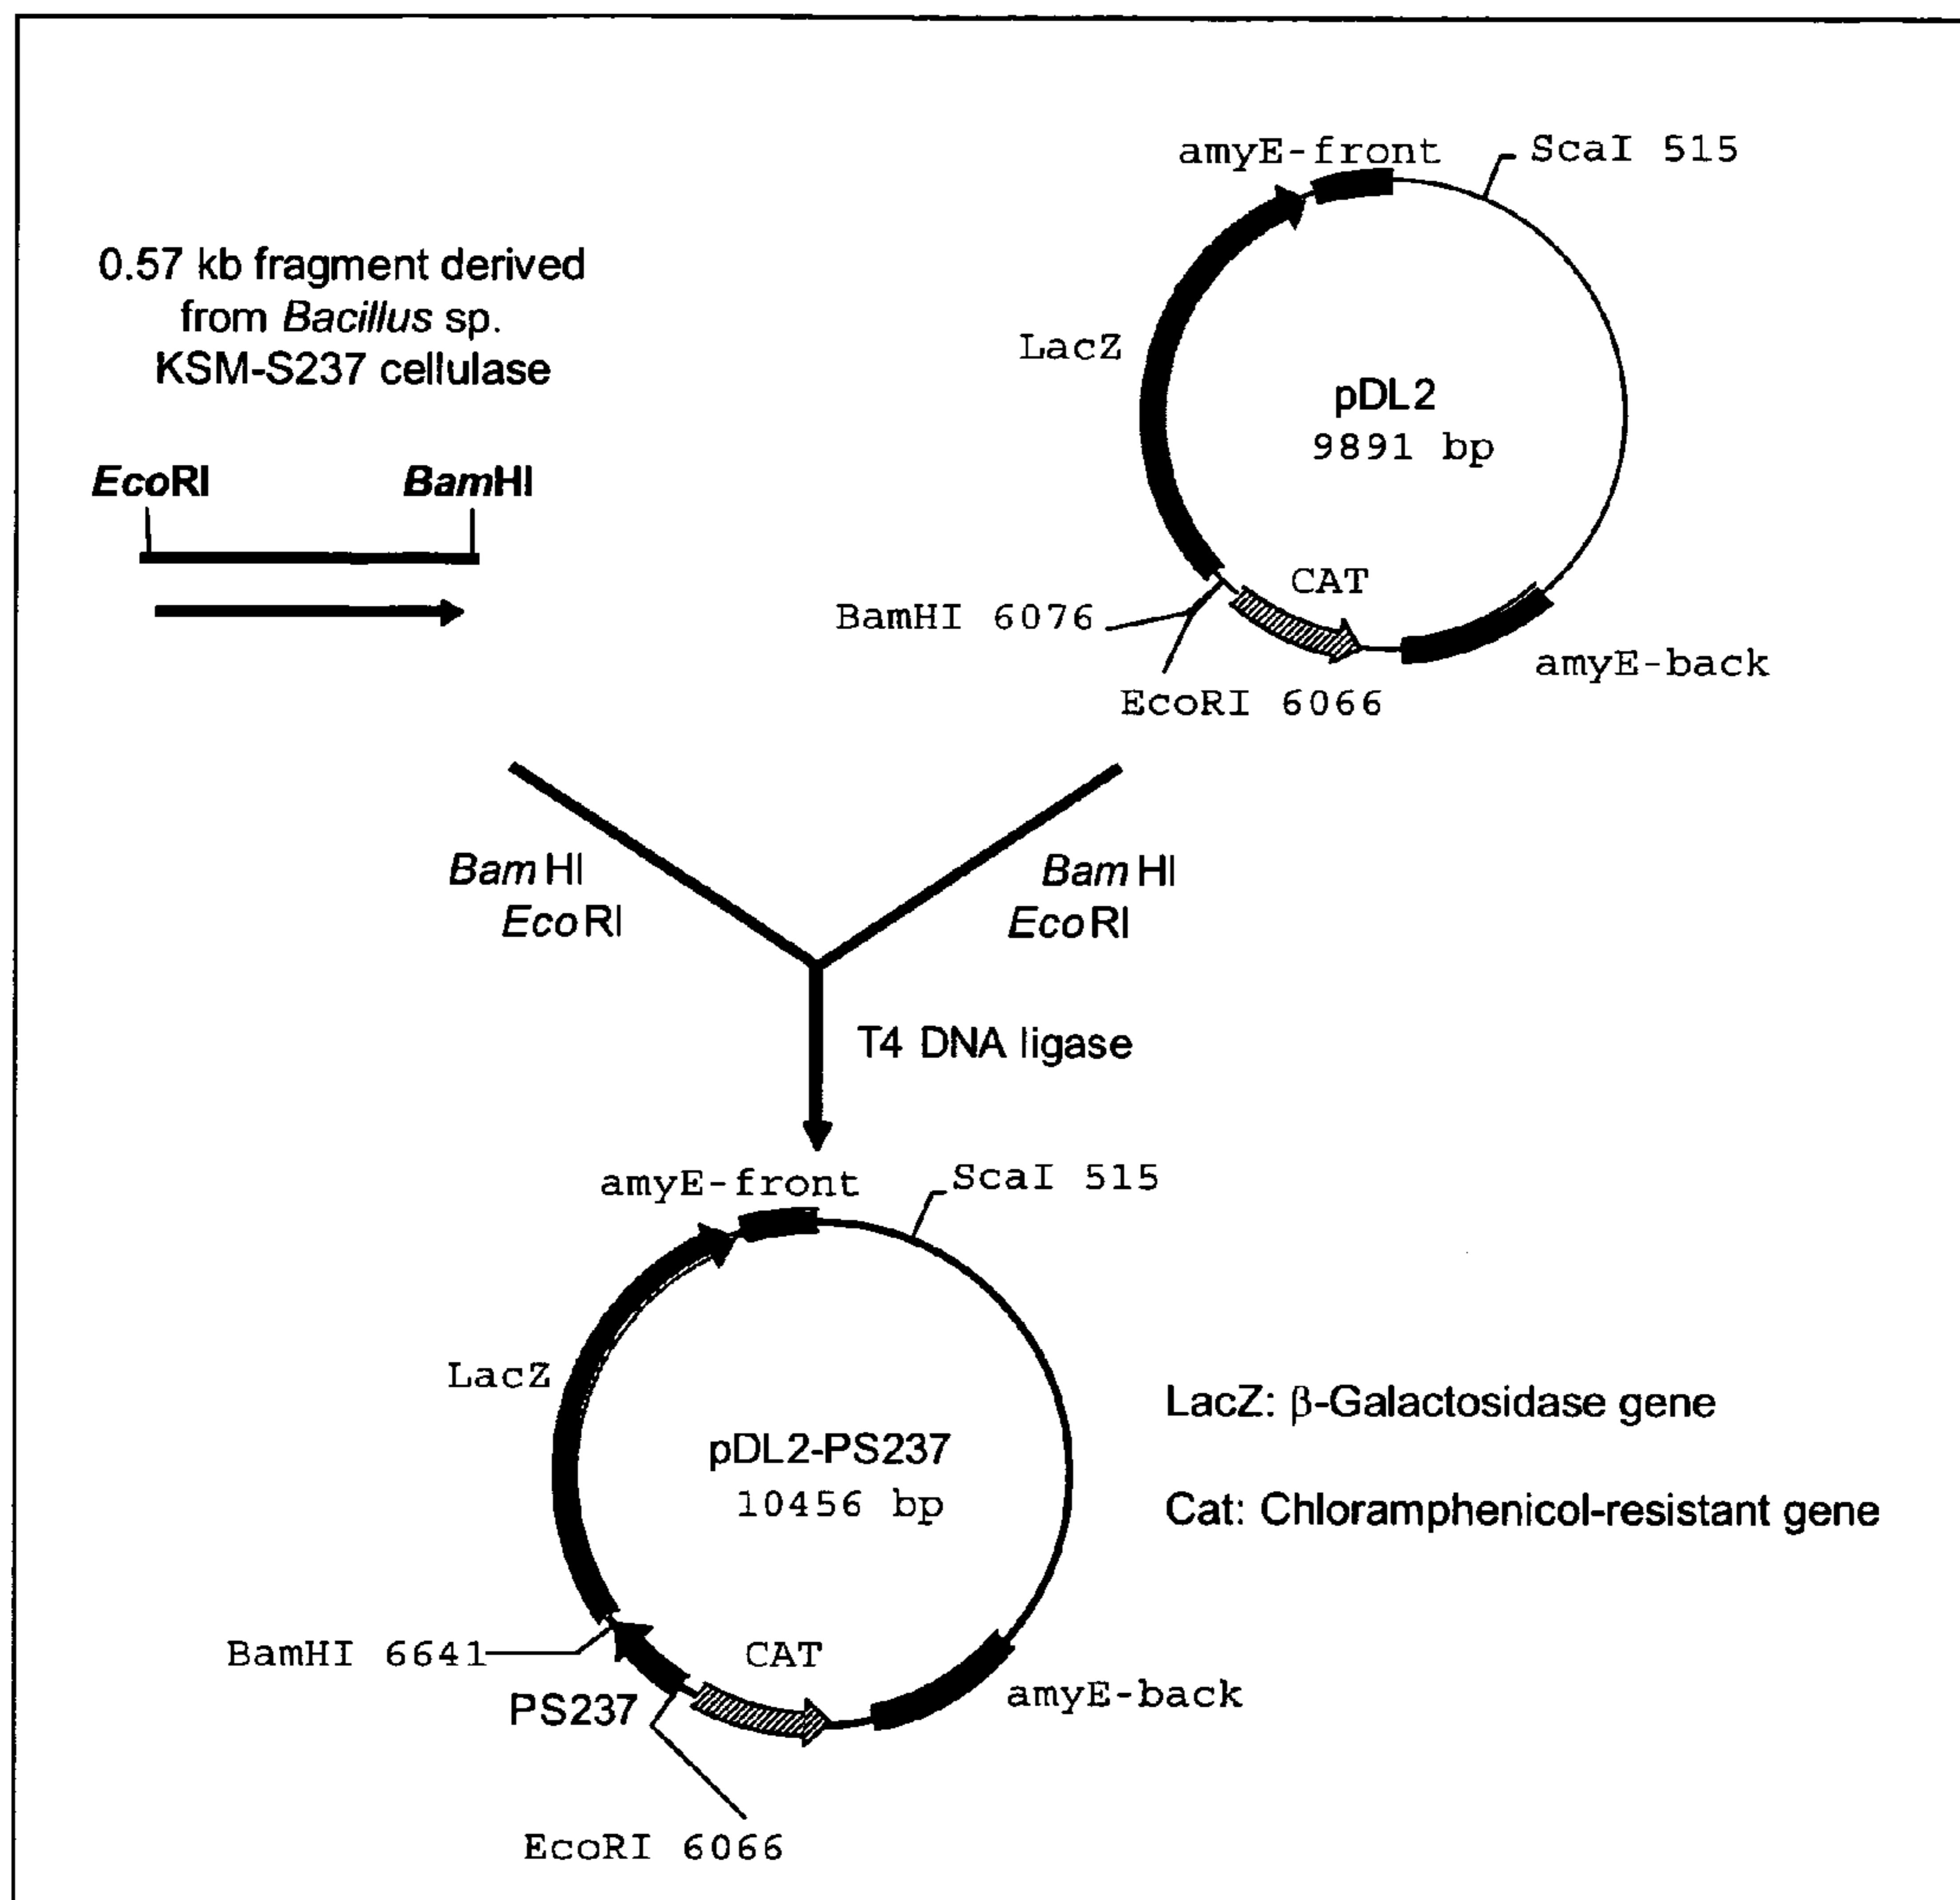 0.57 kb fragment derived
from Bacillus sp.
KSM-S237 cellulase
EcoRI BamHI
amyE-front ScaI 515
LacZ
pDL2
9891 bp
CAT
BamHI 6076
amyE-back
EcoRI 6066
Bam HI
EcoRI
Bam HI
EcoRI
T4 DNA ligase
amyE-front ScaI 515
LacZ
pDL2-PS237
10456 bp
BamHI 6641
CAT
PS237
amyE-back
EcoRI 6066
LacZ: β-Galactosidase gene
Cat: Chloramphenicol-resistant gene